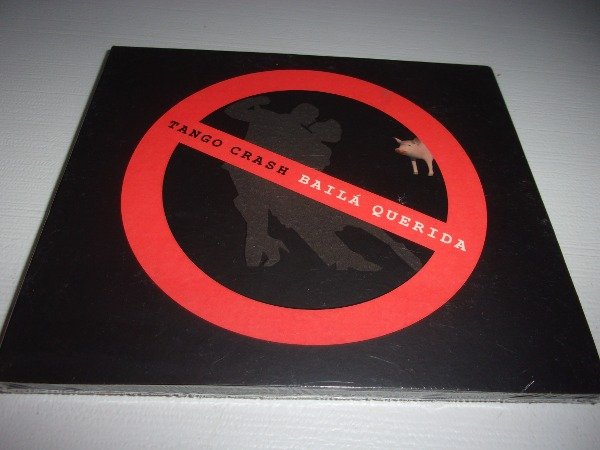 TANGO CRASH BAILÁ QUERIDA